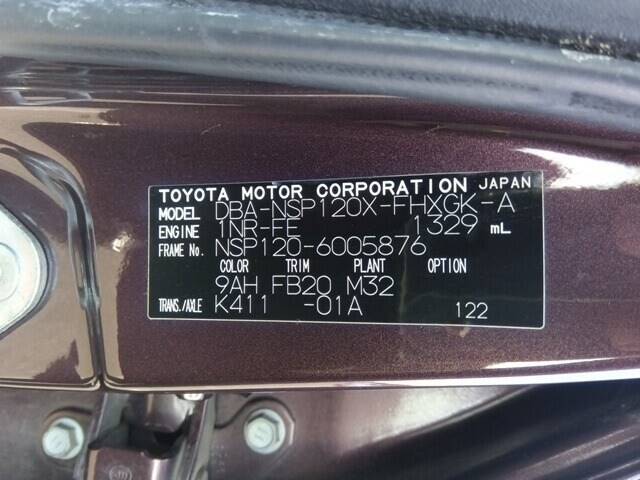 TOYOTA MOTOR CORPORATION JAPAN
MODEL DBA-NSP120X-FHXGK-A
ENGINE 1NR-FE 1329 mL
FRAME No. NSP120-6005876
COLOR TRIM PLANT OPTION
9AH FB20 M32
TRANS./AXLE K411 -01A 122